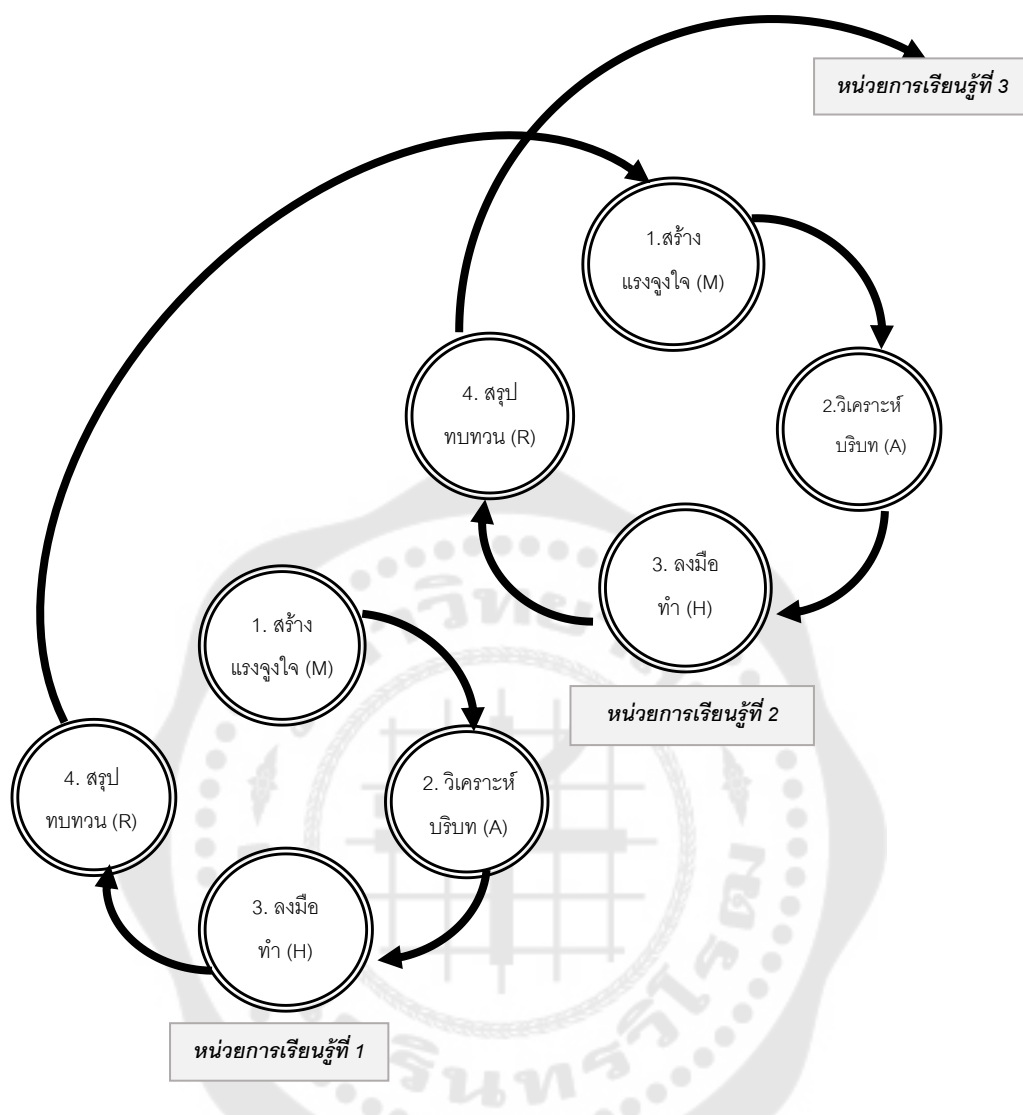 หน่วยการเรียนรู้ที่ 3
1.สร้าง
แรงจูงใจ (M)
2.วิเคราะห์
บริบท (A)
3. ลงมือ
ทำ (H)
4. สรุป
ทบทวน (R)
หน่วยการเรียนรู้ที่ 2
1. สร้าง
แรงจูงใจ (M)
2. วิเคราะห์
บริบท (A)
3. ลงมือ
ทำ (H)
4. สรุป
ทบทวน (R)
หน่วยการเรียนรู้ที่ 1